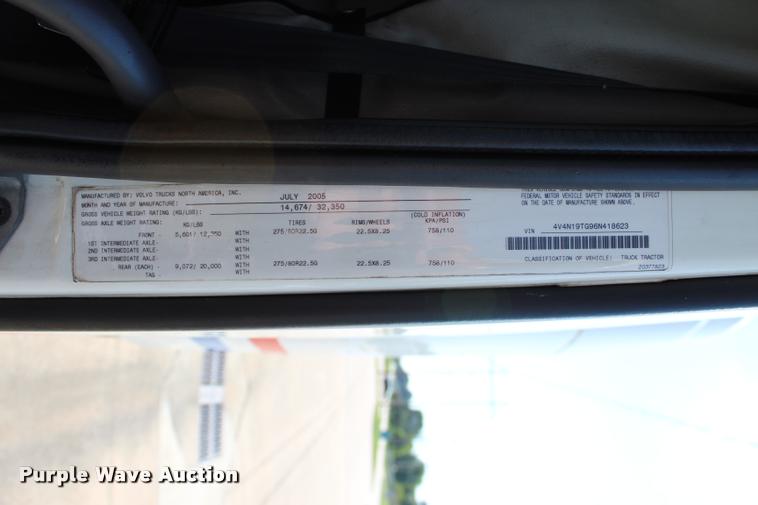 MANUFACTURED BY: VOLVO TRUCKS NORTH AMERICA, INC.
MONTH AND YEAR OF MANUFACTURE: JULY 2005
GROSS VEHICLE WEIGHT RATING (KG/LBS): 14,674/ 32,350
GROSS AXLE WEIGHT RATING: KG/LBS TIRES RIMS/WHEELS (COLD INFLATION) KPA/PSI
FRONT - 5,601/ 12,350 WITH 275/80R22.5G 22.5X8.25 758/110
1ST INTERMEDIATE AXLE- WITH
2ND INTERMEDIATE AXLE- WITH
3RD INTERMEDIATE AXLE- WITH
REAR (EACH) - 9,072/ 20,000 WITH 275/80R22.5G 22.5X8.25 758/110
TAG - WITH
FEDERAL MOTOR VEHICLE SAFETY STANDARDS IN EFFECT
ON THE DATE OF MANUFACTURE SHOWN ABOVE.
VIN 4V4N19TG96N418623
CLASSIFICATION OF VEHICLE: TRUCK TRACTOR
20377823
Purple Wave Auction